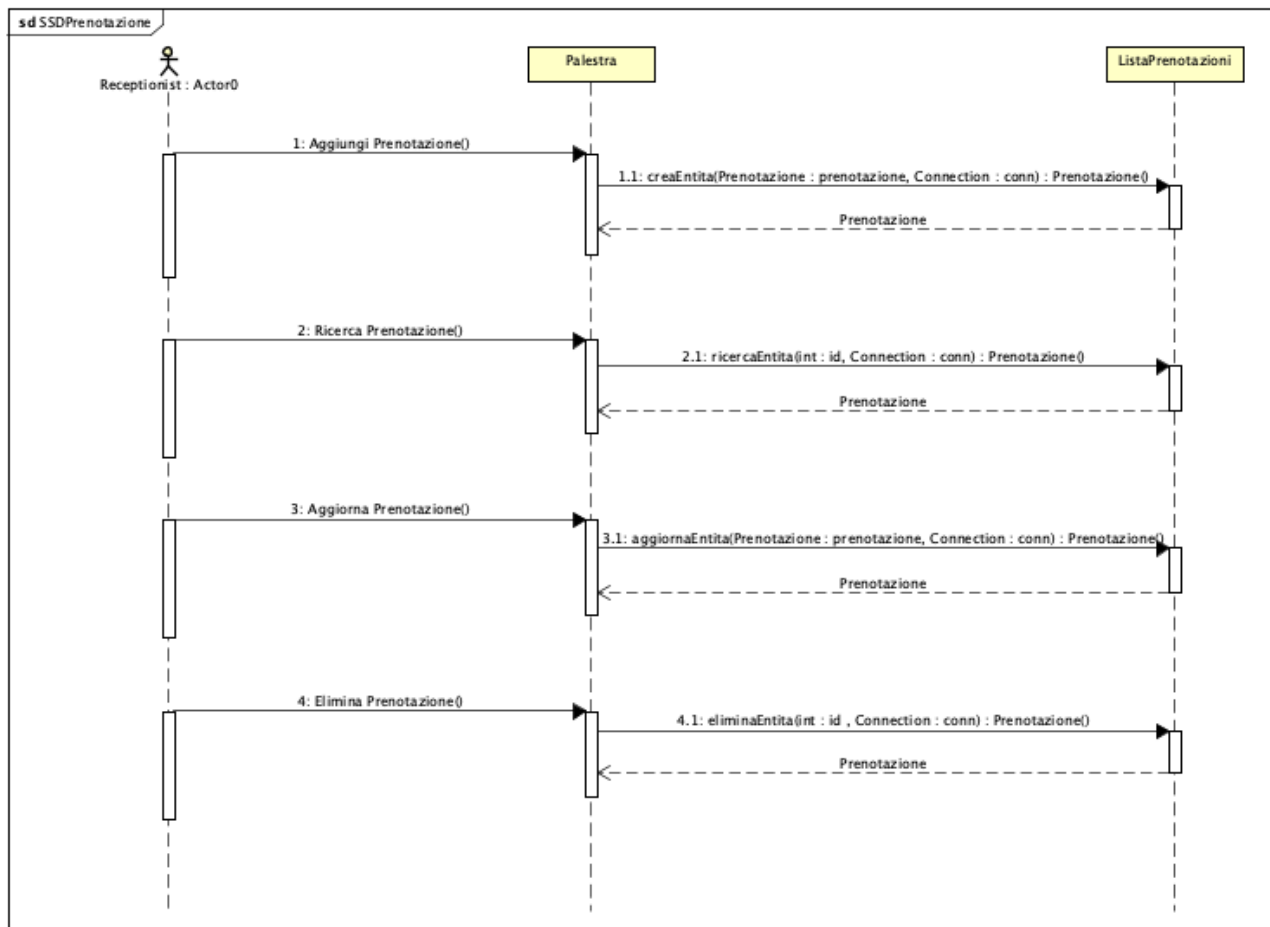 sd SSDPrenotazione
Receptionist : Actor0
Palestra
ListaPrenotazioni
1: Aggiungi Prenotazione()
1.1: creaEntita(Prenotazione : prenotazione, Connection : conn) : Prenotazione()
Prenotazione
2: Ricerca Prenotazione()
2.1: ricercaEntita(int : id, Connection : conn) : Prenotazione()
Prenotazione
3: Aggiorna Prenotazione()
3.1: aggiornaEntita(Prenotazione : prenotazione, Connection : conn) : Prenotazione()
Prenotazione
4: Elimina Prenotazione()
4.1: eliminaEntita(int : id , Connection : conn) : Prenotazione()
Prenotazione